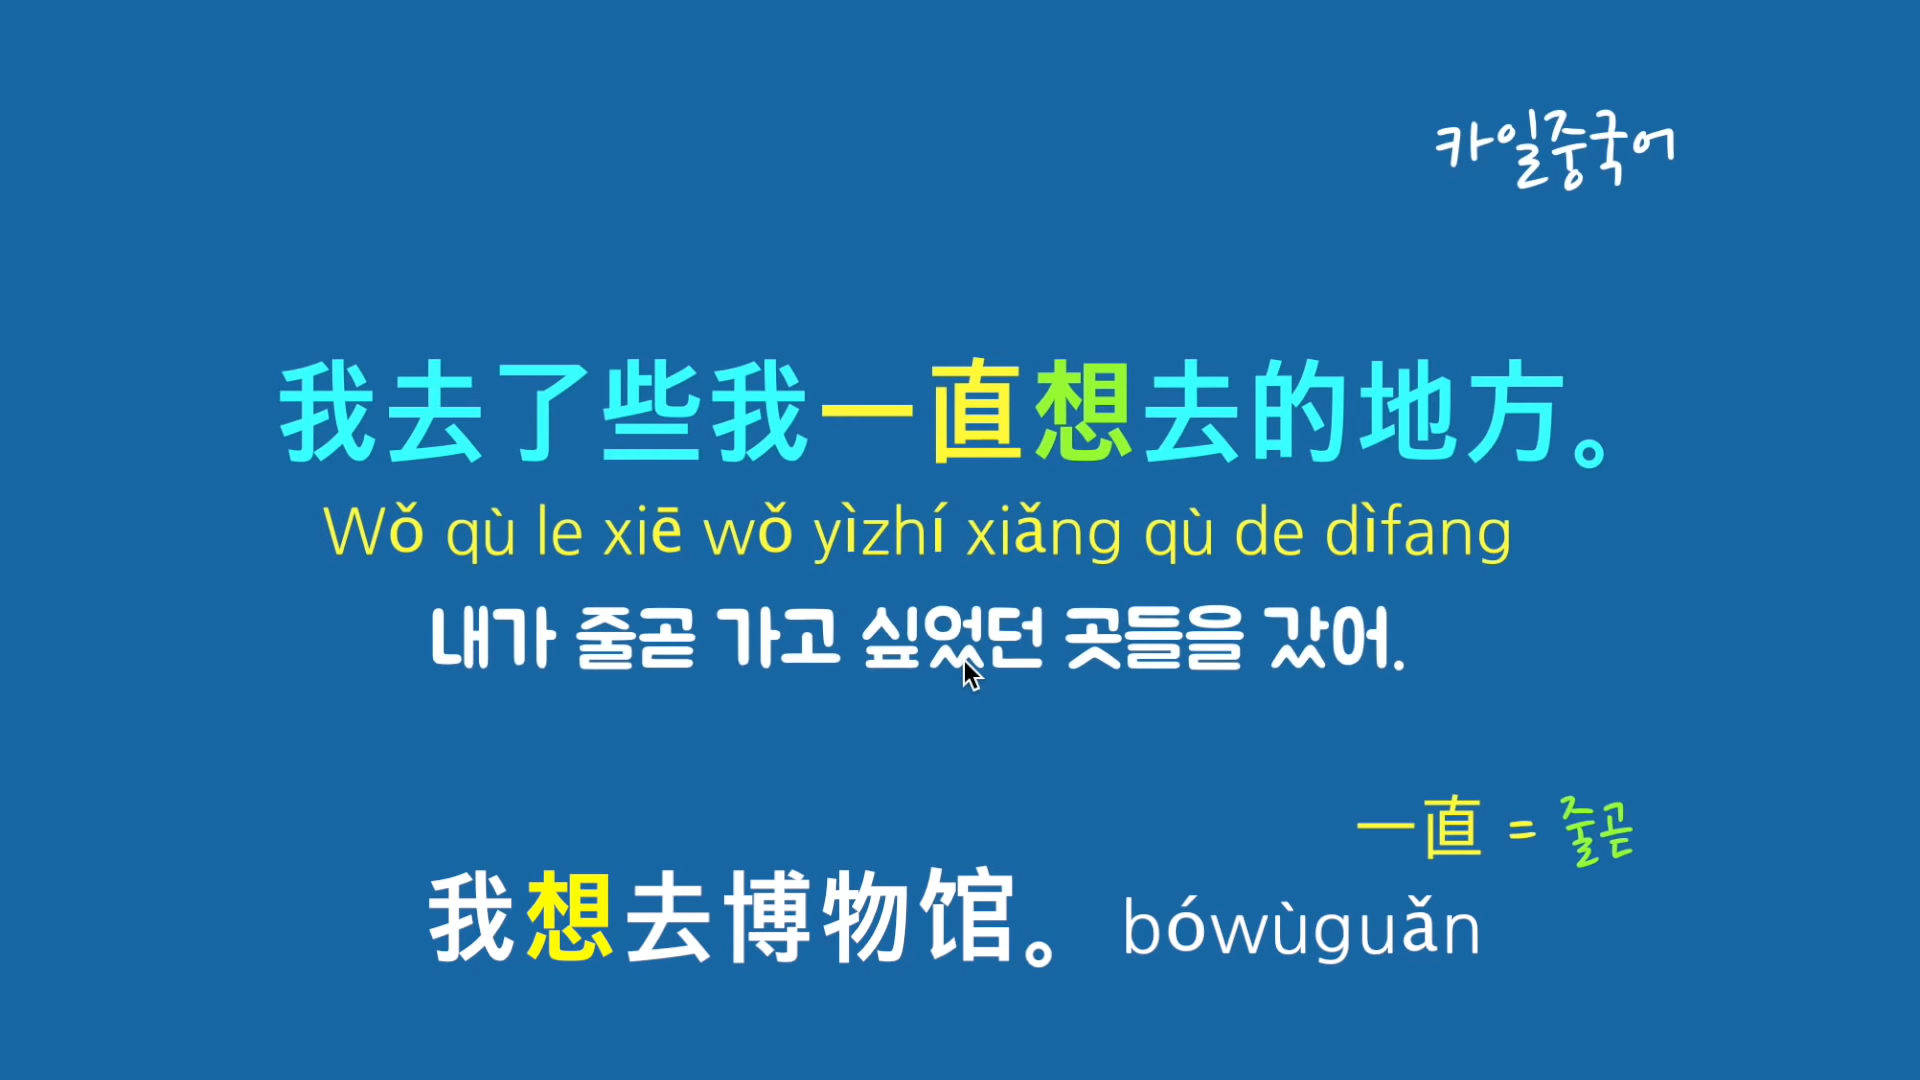 카일중국어
我去了些我一直想去的地方。
Wǒ qù le xiē wǒ yìzhí xiǎng qù de dìfang
내가 줄곧 가고 싶었던 곳들을 갔어.
一直 = 줄곧
我想去博物馆。 bówùguǎn